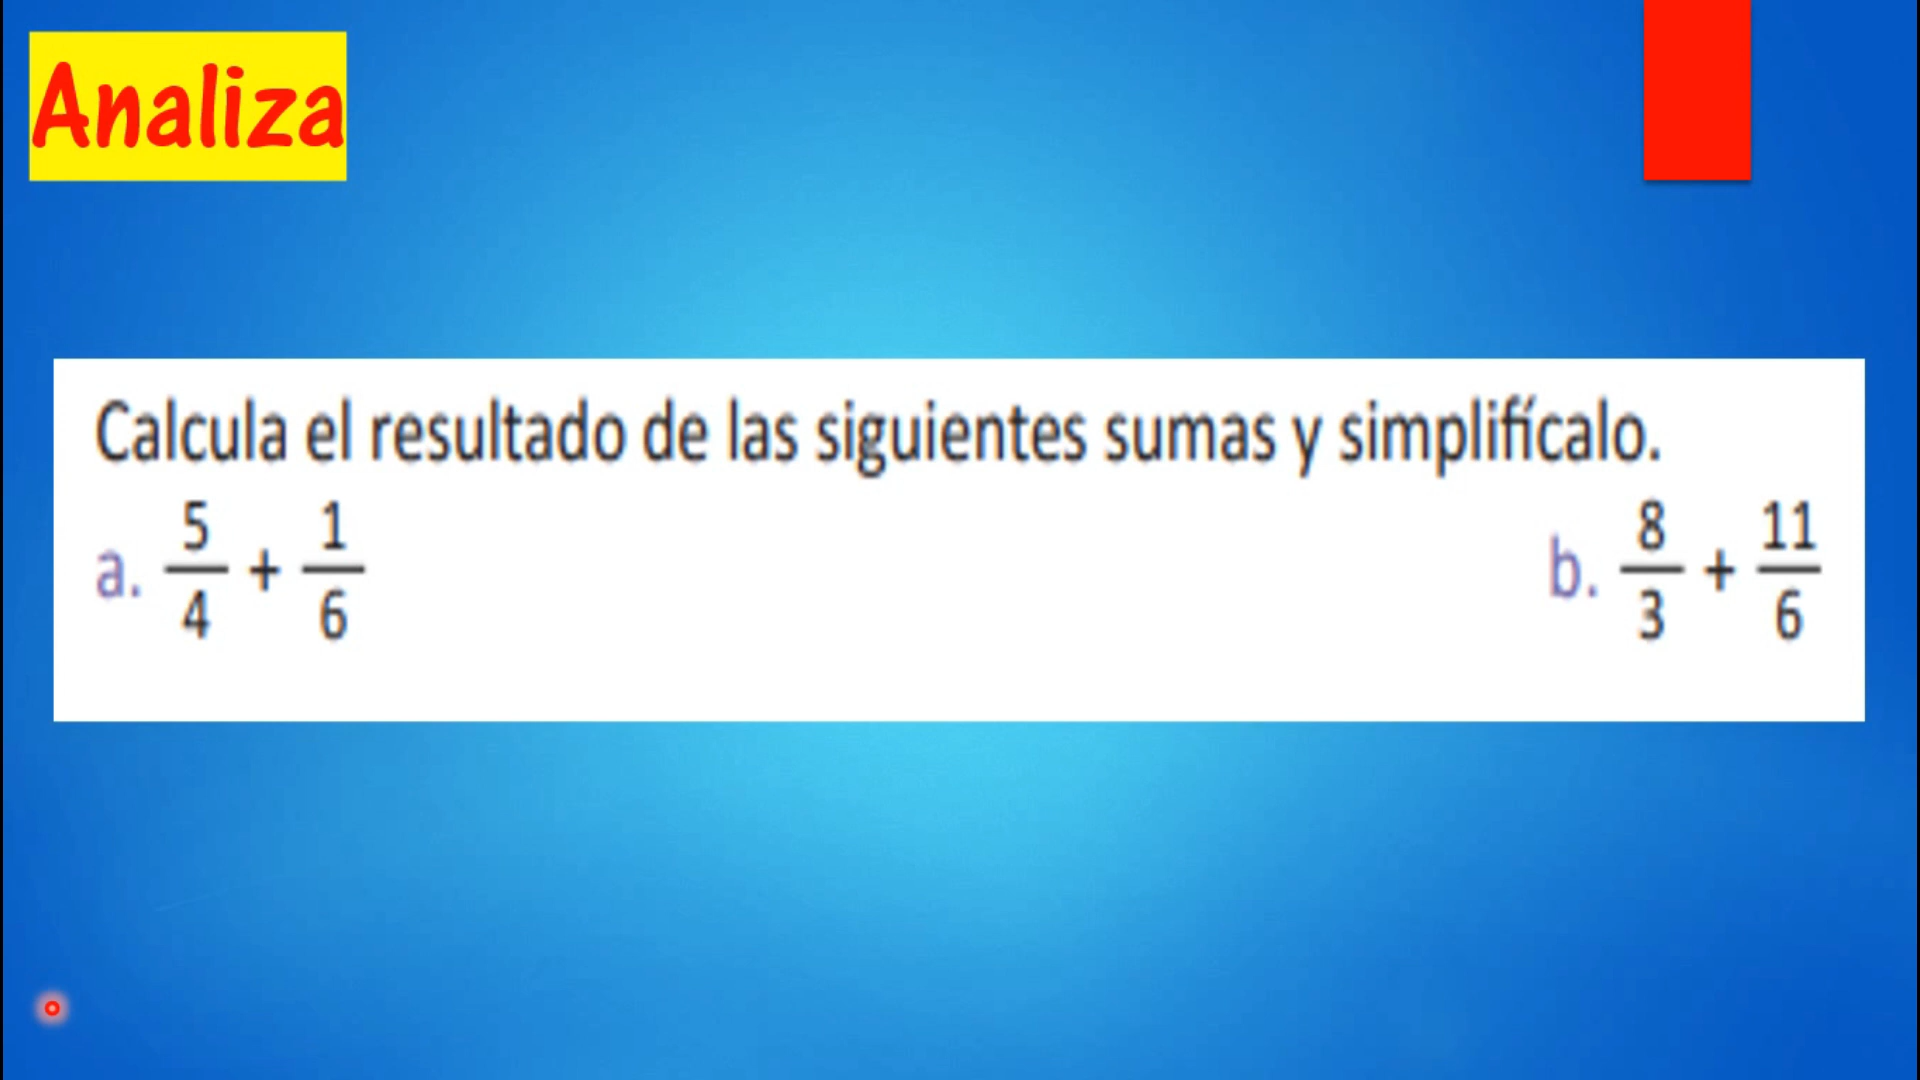 Analiza
Calcula el resultado de las siguientes sumas y simplifícalo.
a. 5/4 + 1/6
b. 8/3 + 11/6